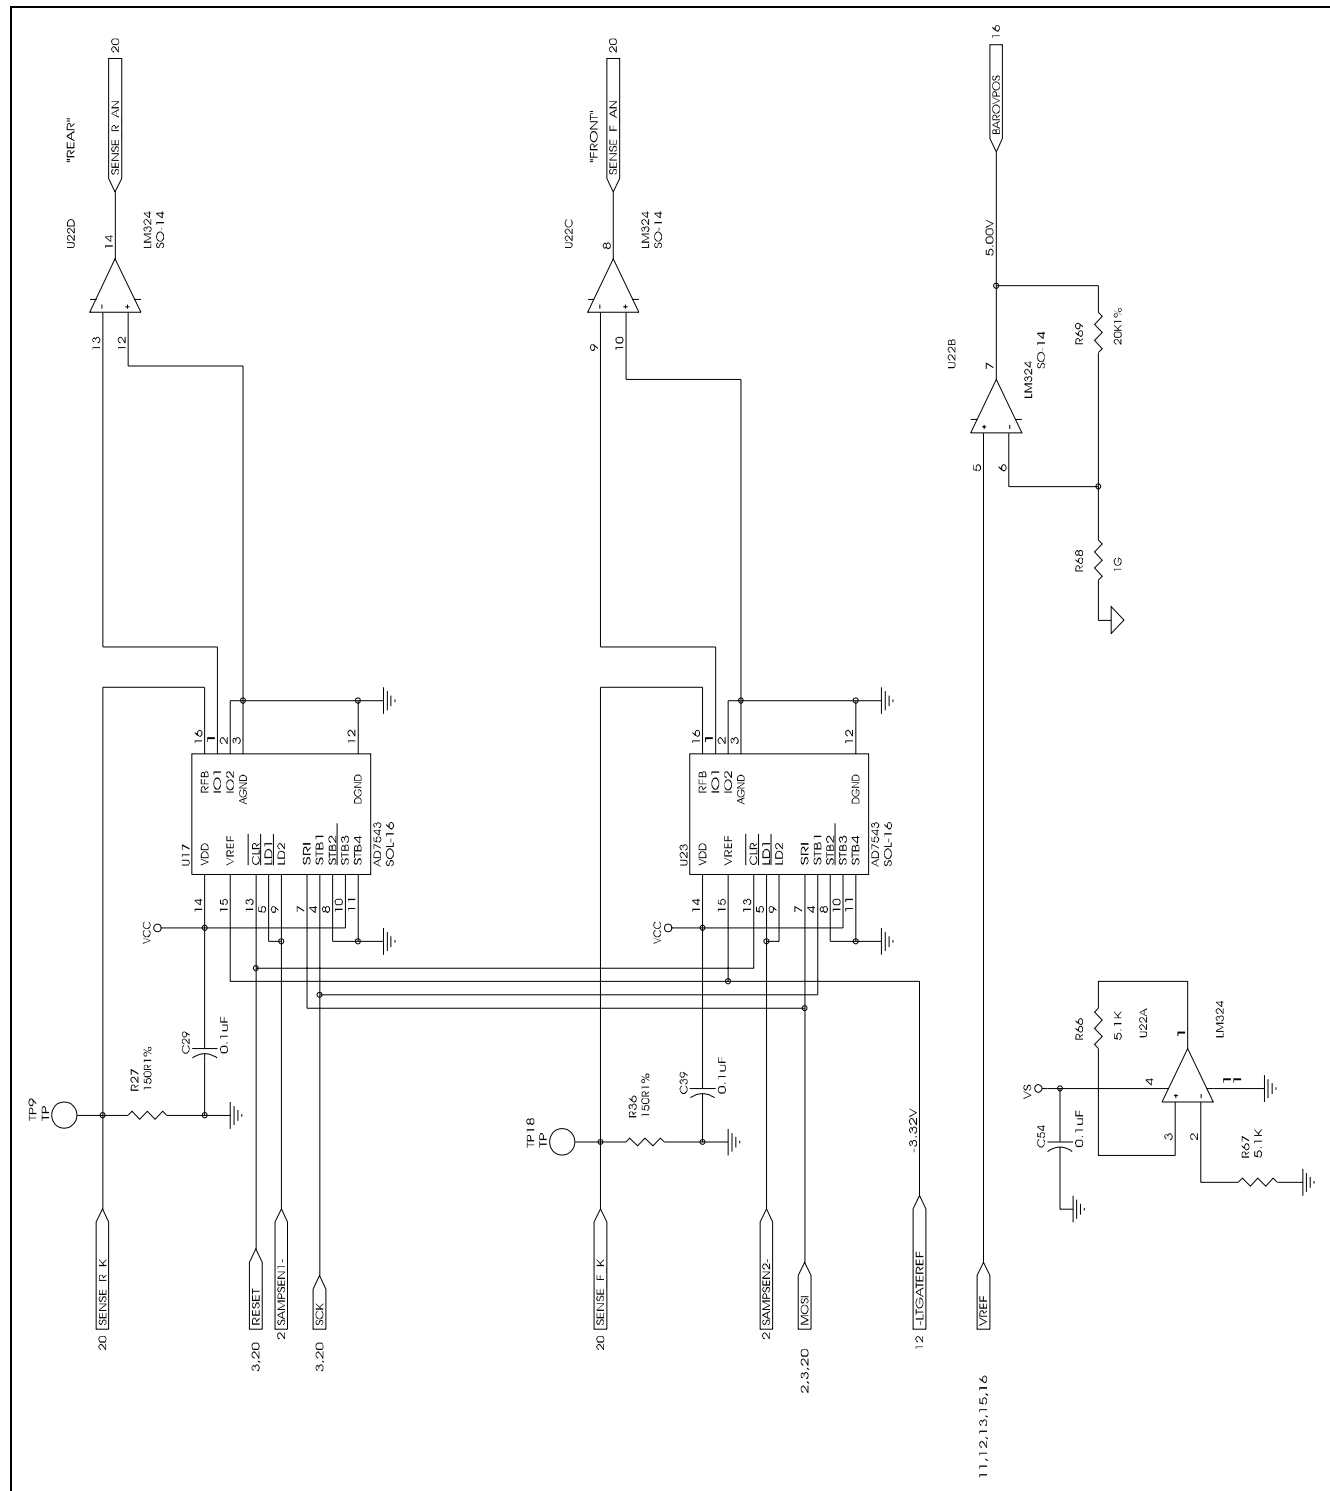 20
SENSE R AN
"REAR"
U22D
14
LM324
SO-14
13
12
20
SENSE F AN
"FRONT"
U22C
8
LM324
SO-14
9
10
16
BAROVPOS
5.00V
U22B
7
LM324
SO-14
5
6
R69
20K1%
R68
1G
16
1
2
3
12
RFB
IO1
IO2
AGND
DGND
U17
VDD
VREF
CLR
LD1
LD2
SRI
STB1
STB2
STB3
STB4
AD7543
SOL-16
14
15
13
5
9
7
4
8
10
11
VCC
C29
0.1uF
R27
150R1%
TP9
TP
16
1
2
3
12
RFB
IO1
IO2
AGND
DGND
U23
VDD
VREF
CLR
LD1
LD2
SRI
STB1
STB2
STB3
STB4
AD7543
SOL-16
14
15
13
5
9
7
4
8
10
11
VCC
C39
0.1uF
R36
150R1%
TP18
TP
-3.32V
R66
5.1K
U22A
LM324
1
VS
4
11
C54
0.1uF
3
2
R67
5.1K
20 SENSE R K
3,20 RESET
2 SAMPSEN1-
3,20 SCK
20 SENSE F K
2 SAMPSEN2-
2,3,20 MOSI
12 -LTGATEREF
11,12,13,15,16 VREF